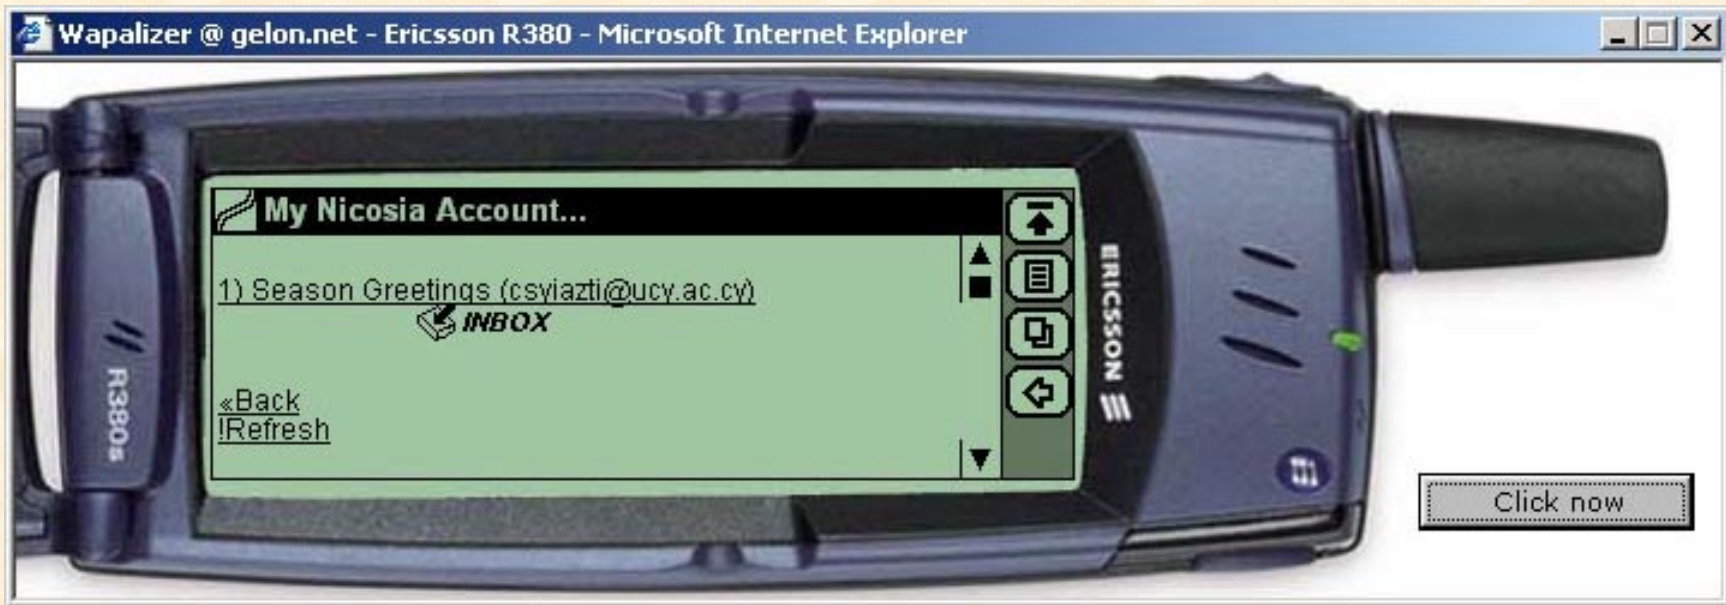 Wapalizer @ gelon.net - Ericsson R380 - Microsoft Internet Explorer
My Nicosia Account...
1) Season Greetings (csyiazti@ucy.ac.cy)
INBOX
«Back
!Refresh
ERICSSON
R380s
Click now